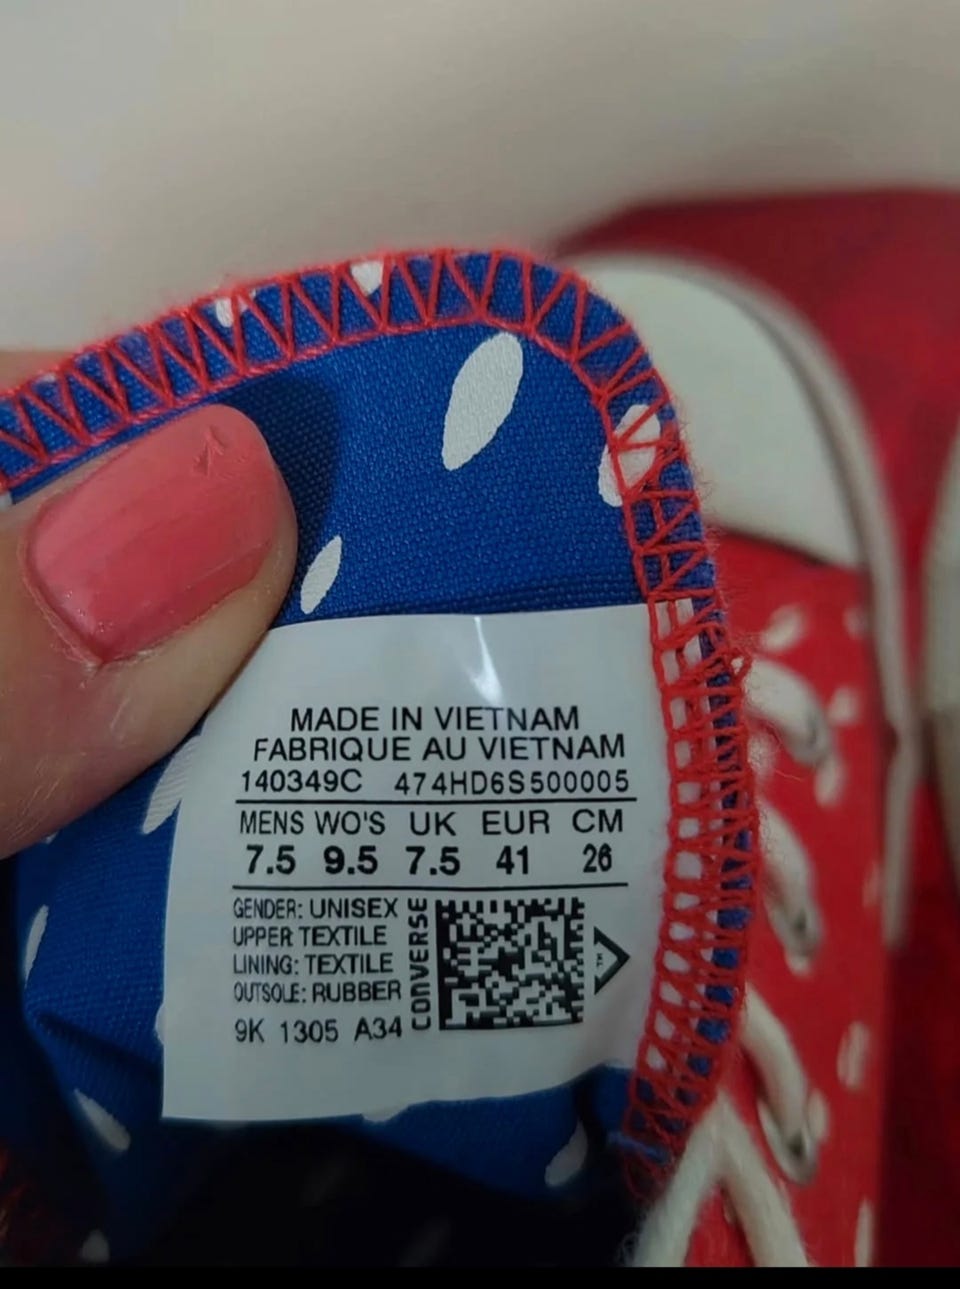 MADE IN VIETNAM
FABRIQUE AU VIETNAM
140349C 474HD6S500005
MENS WO'S UK EUR CM
7.5 9.5 7.5 41 26
GENDER: UNISEX
UPPER TEXTILE
LINING: TEXTILE
OUTSOLE: RUBBER
9K 1305 A34
CONVERSE
TM